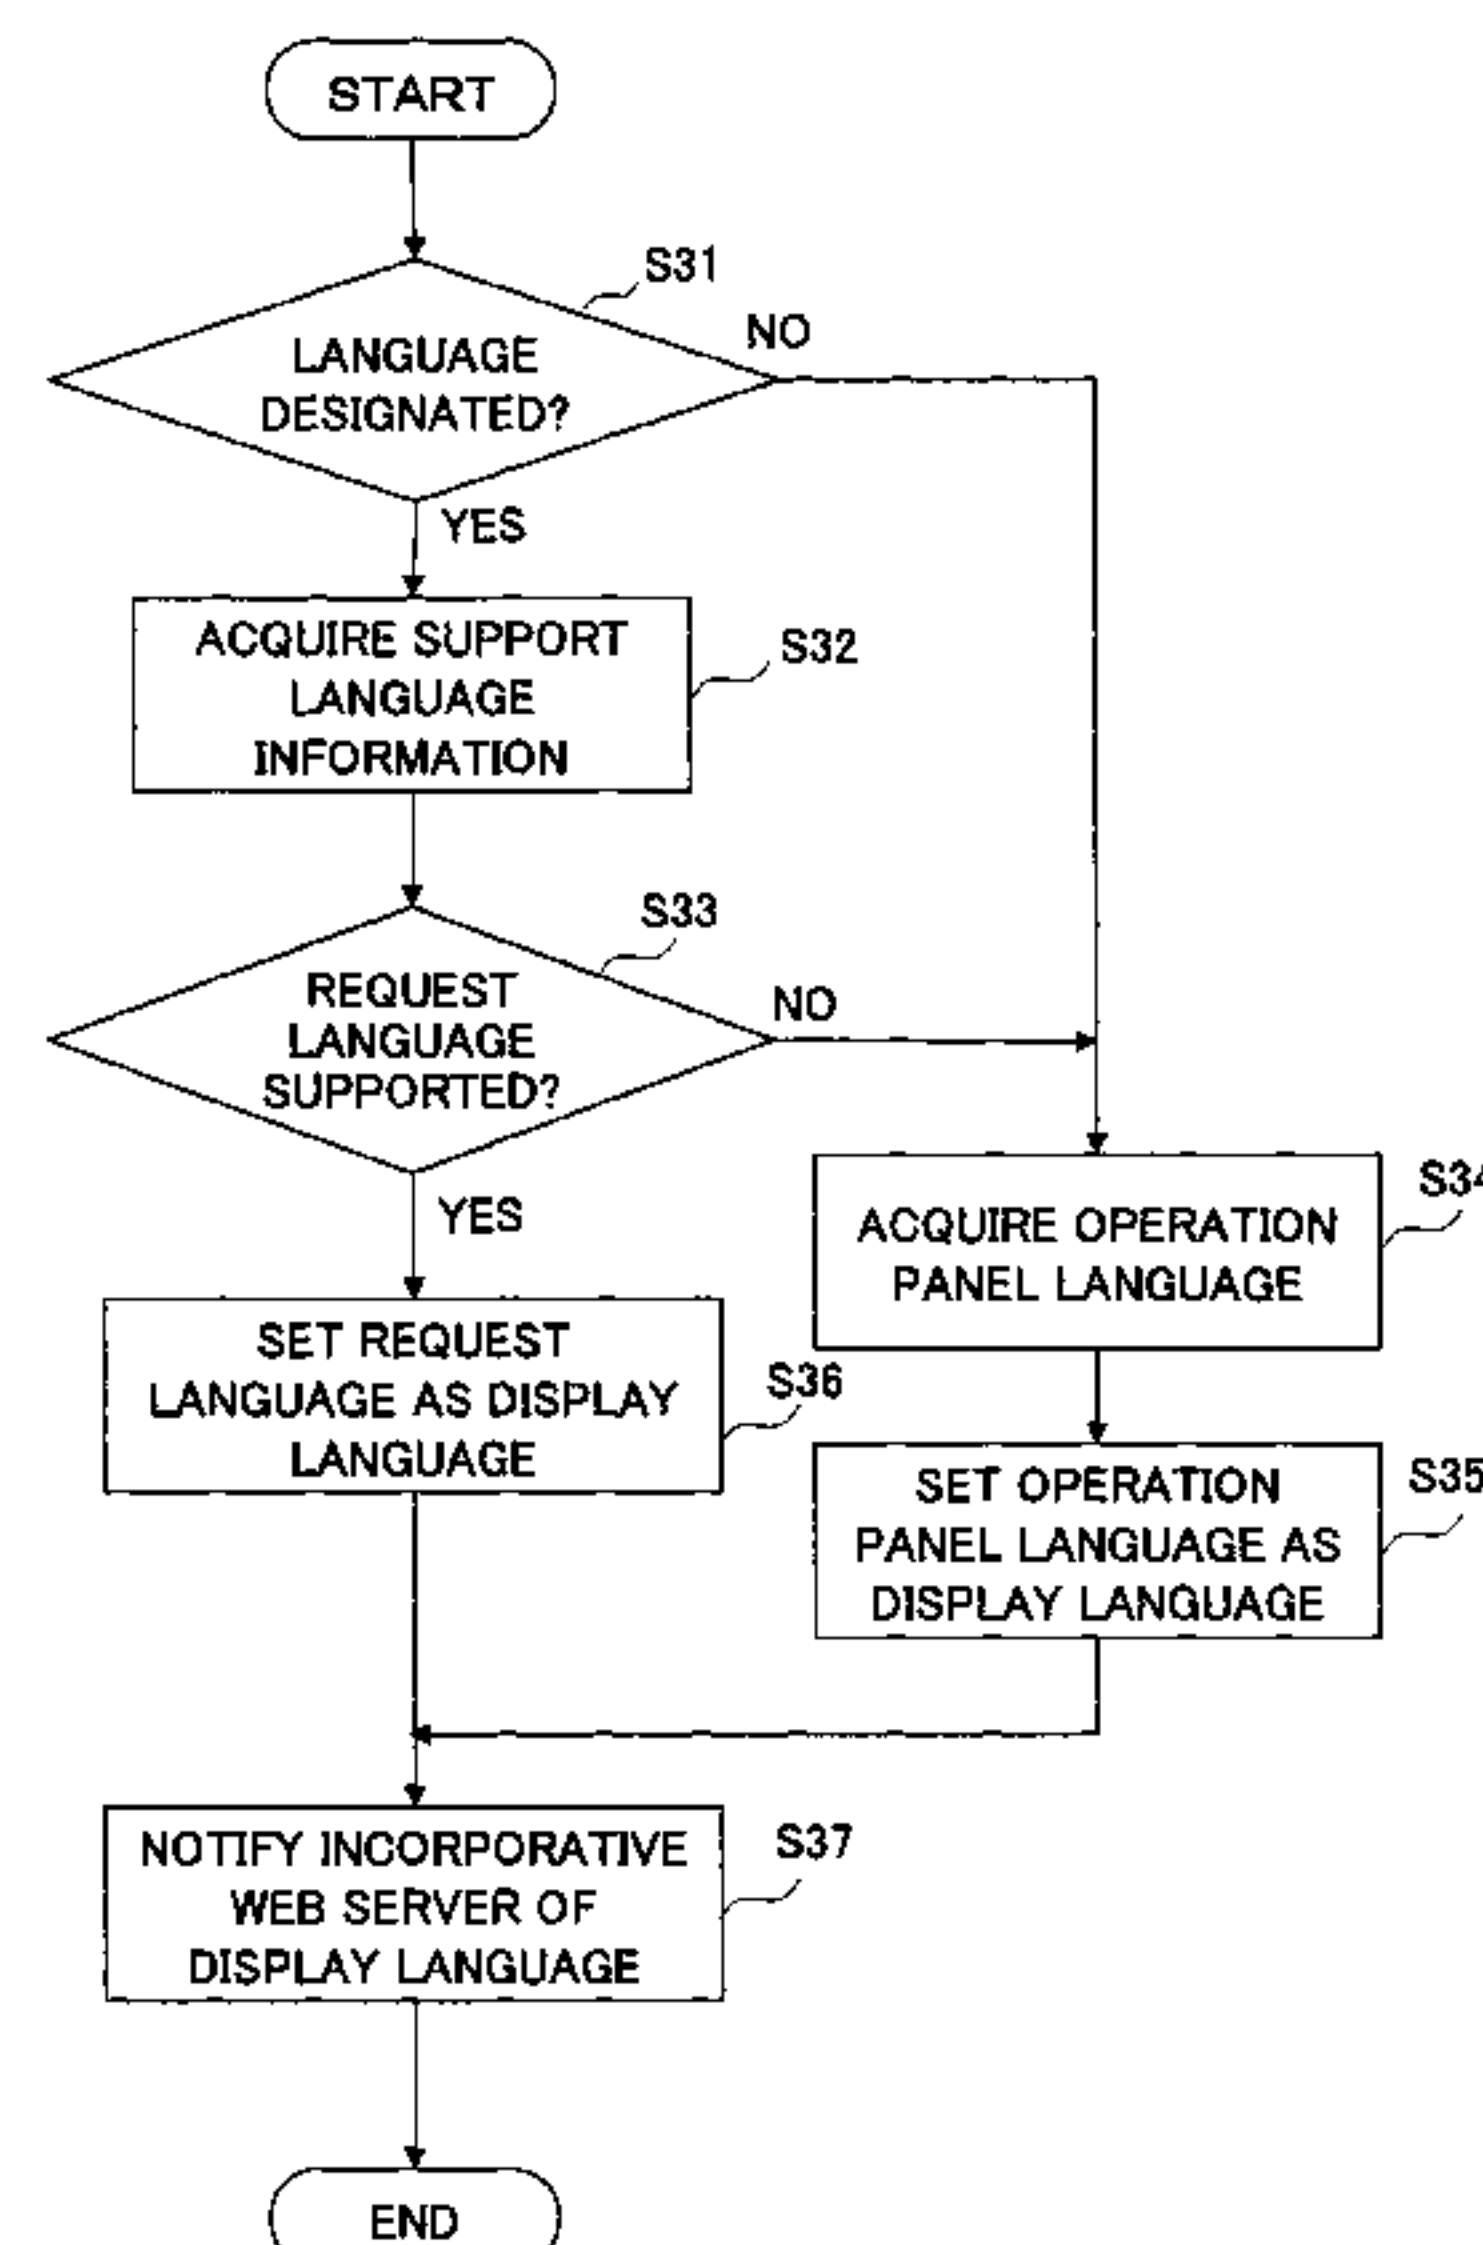 START
S31
NO
LANGUAGE
DESIGNATED?
YES
ACQUIRE SUPPORT
LANGUAGE
INFORMATION
S32
S33
REQUEST
LANGUAGE
SUPPORTED?
NO
YES
S34
ACQUIRE OPERATION
PANEL LANGUAGE
SET REQUEST
LANGUAGE AS DISPLAY
LANGUAGE
S36
SET OPERATION
PANEL LANGUAGE AS
DISPLAY LANGUAGE
S35
NOTIFY INCORPORATIVE
WEB SERVER OF
DISPLAY LANGUAGE
S37
END